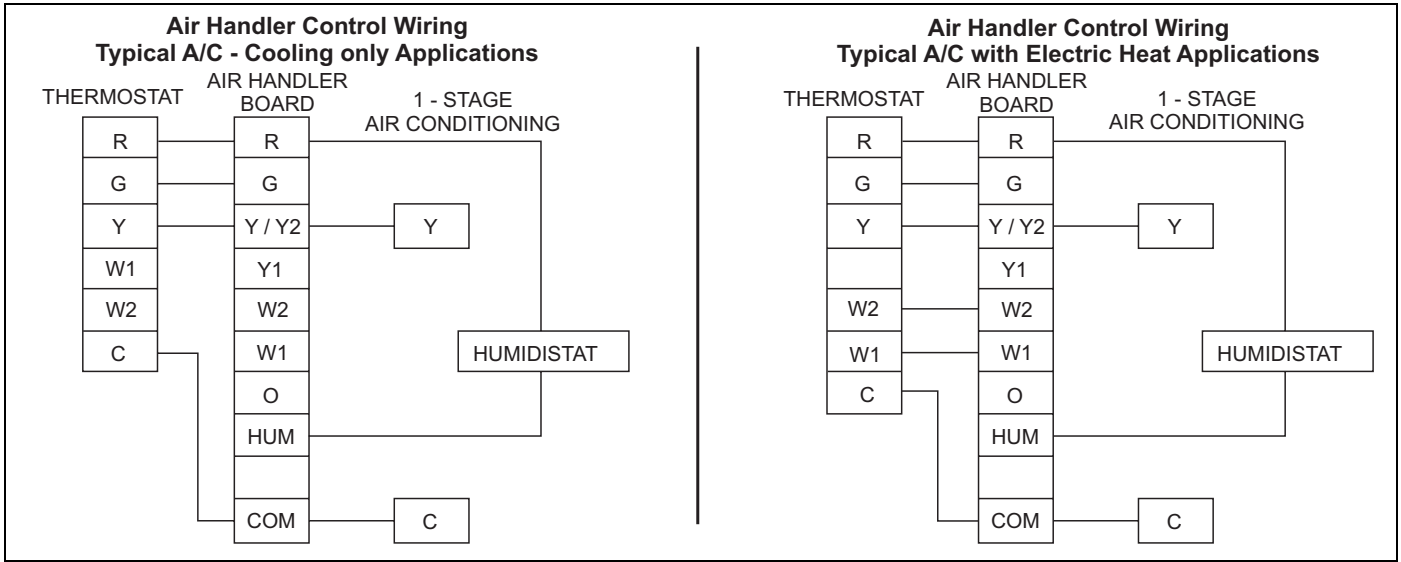 Air Handler Control Wiring
Typical A/C - Cooling only Applications
THERMOSTAT
AIR HANDLER
BOARD
1 - STAGE
AIR CONDITIONING
R
G
Y
W1
W2
C
R
G
Y / Y2
Y1
W2
W1
O
HUM
COM
Y
HUMIDISTAT
C
Air Handler Control Wiring
Typical A/C with Electric Heat Applications
THERMOSTAT
AIR HANDLER
BOARD
1 - STAGE
AIR CONDITIONING
R
G
Y
W2
W1
C
R
G
Y / Y2
Y1
W2
W1
O
HUM
COM
Y
HUMIDISTAT
C